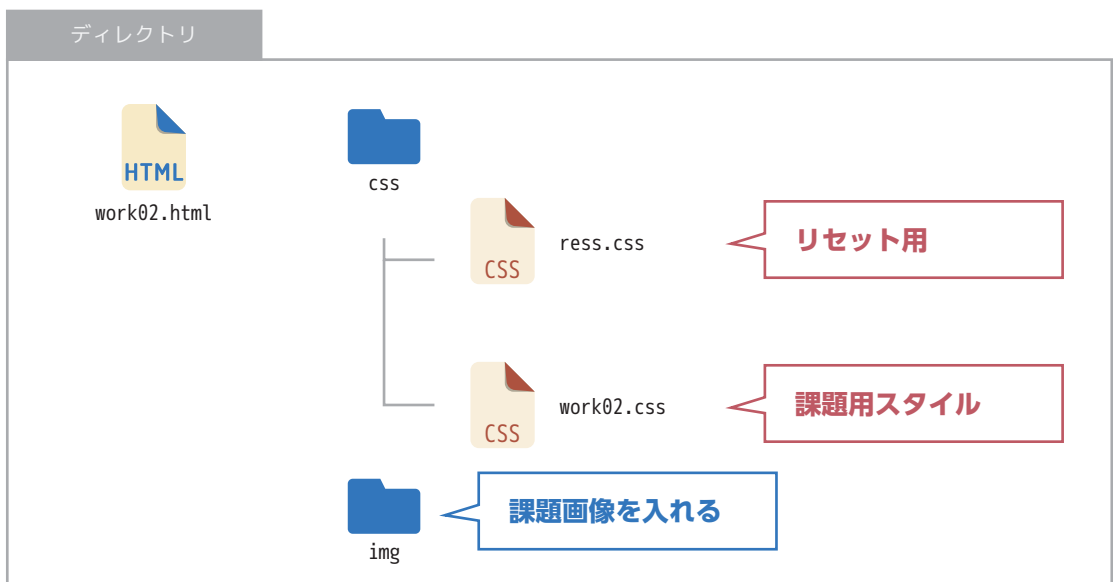 ディレクトリ
HTML
work02.html
css
CSS
ress.css
リセット用
CSS
work02.css
課題用スタイル
img
課題画像を入れる